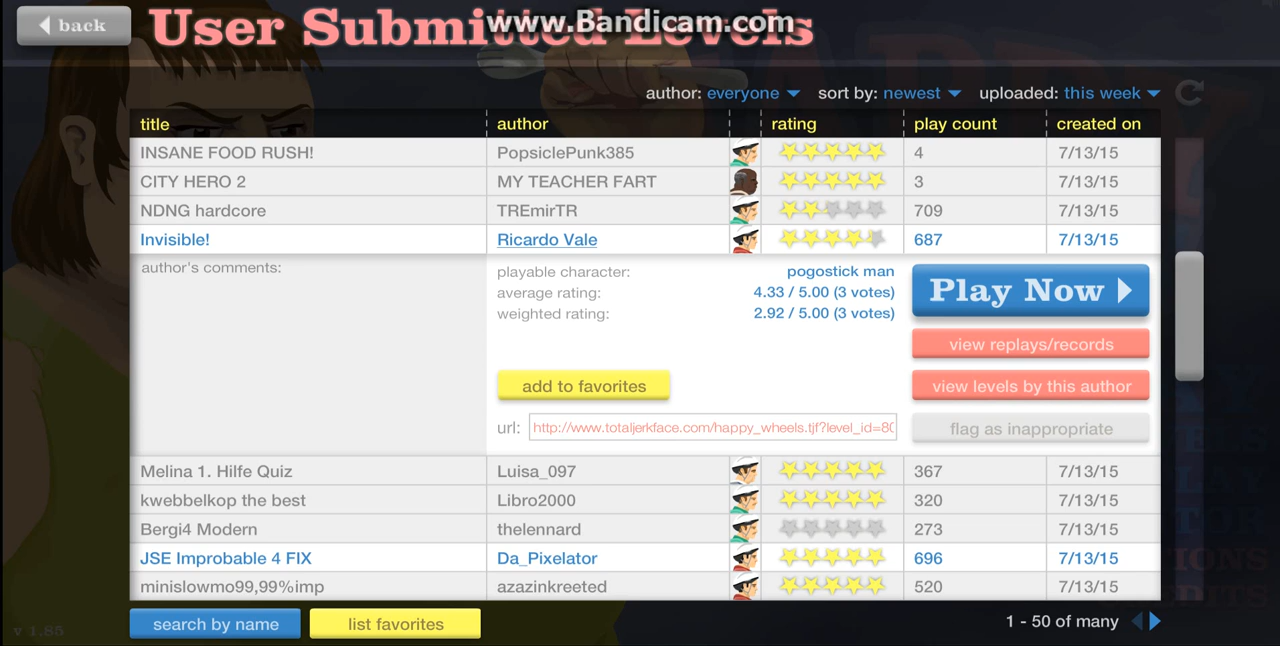 back
User Submitted Levels
www.Bandicam.com
author: everyone sort by: newest uploaded: this week
title author rating play count created on
INSANE FOOD RUSH! PopsiclePunk385 4 7/13/15
CITY HERO 2 MY TEACHER FART 3 7/13/15
NDNG hardcore TREmirTR 709 7/13/15
Invisible! Ricardo Vale 687 7/13/15
author's comments:
playable character: pogostick man
average rating: 4.33 / 5.00 (3 votes)
weighted rating: 2.92 / 5.00 (3 votes)
Play Now
view replays/records
add to favorites
view levels by this author
url: http://www.totaljerkface.com/happy_wheels.tjf?level_id=80
flag as inappropriate
Melina 1. Hilfe Quiz Luisa_097 367 7/13/15
kwebbelkop the best Libro2000 320 7/13/15
Bergi4 Modern thelennard 273 7/13/15
JSE Improbable 4 FIX Da_Pixelator 696 7/13/15
minislowmo99,99%imp azazinkreeted 520 7/13/15
search by name list favorites 1 - 50 of many
v 1.85